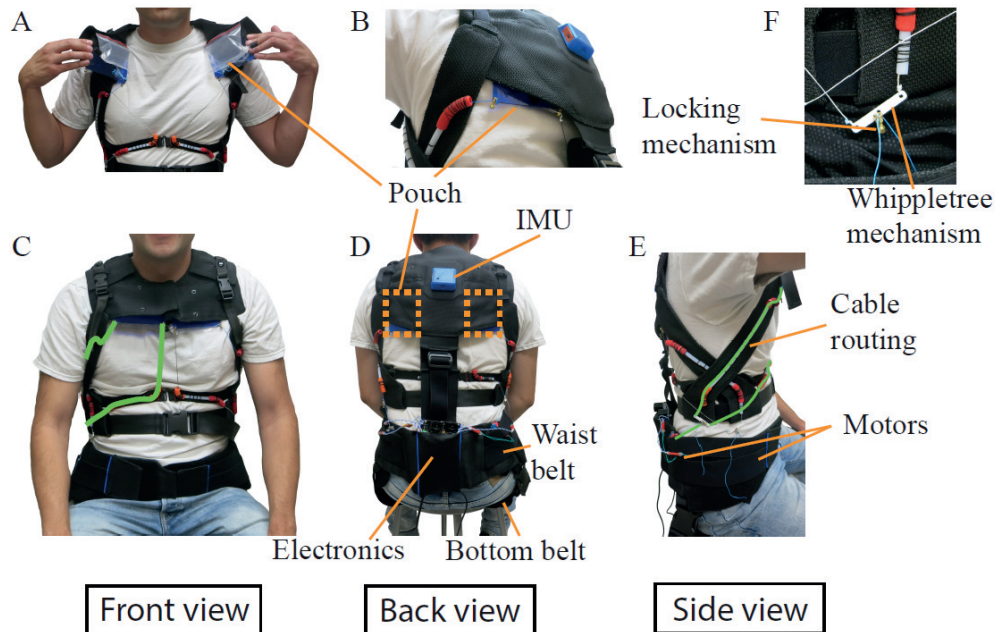 A
B
F
Locking
mechanism
Pouch
Whippletree
mechanism
IMU
C
D
E
Cable
routing
Motors
Waist
belt
Electronics
Bottom belt
Front view
Back view
Side view